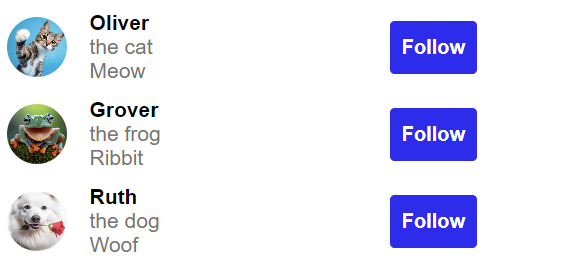 Oliver
the cat
Meow
Follow
Grover
the frog
Ribbit
Follow
Ruth
the dog
Woof
Follow